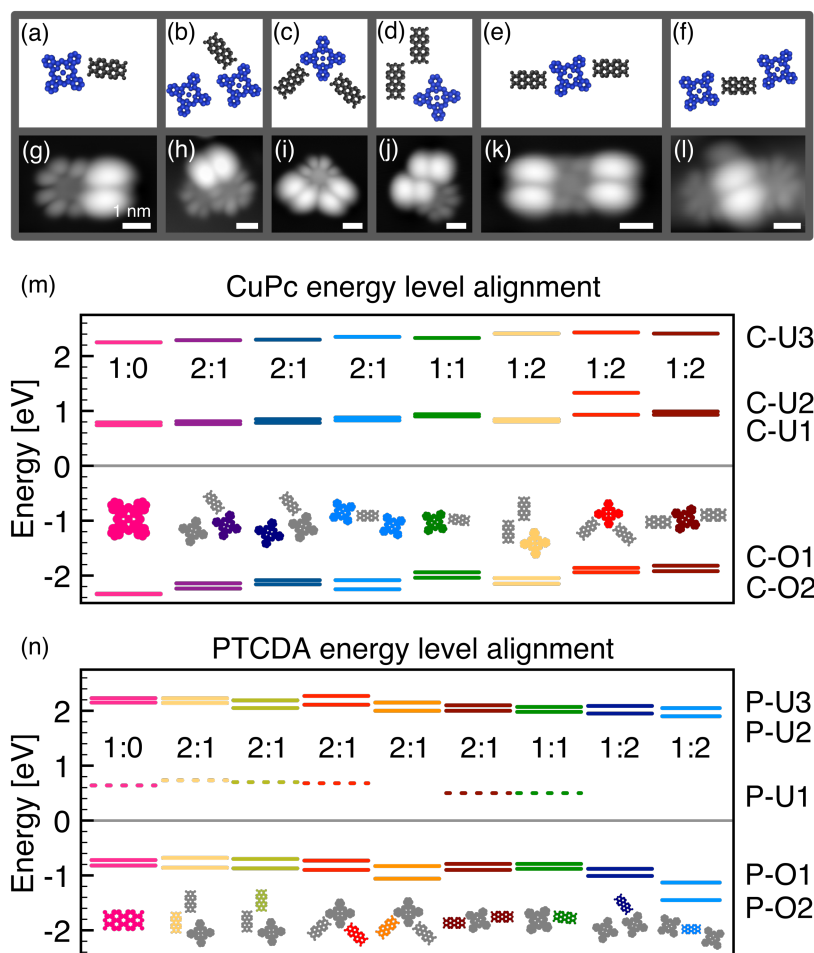 (a) (b) (c) (d) (e) (f)
(g) (h) (i) (j) (k) (l)
1 nm
(m) CuPc energy level alignment
Energy [eV]
2
1
0
-1
-2
1:0 2:1 2:1 2:1 1:1 1:2 1:2 1:2
C-U3
C-U2
C-U1
C-O1
C-O2
(n) PTCDA energy level alignment
Energy [eV]
2
1
0
-1
-2
1:0 2:1 2:1 2:1 2:1 2:1 1:1 1:2 1:2
P-U3
P-U2
P-U1
P-O1
P-O2